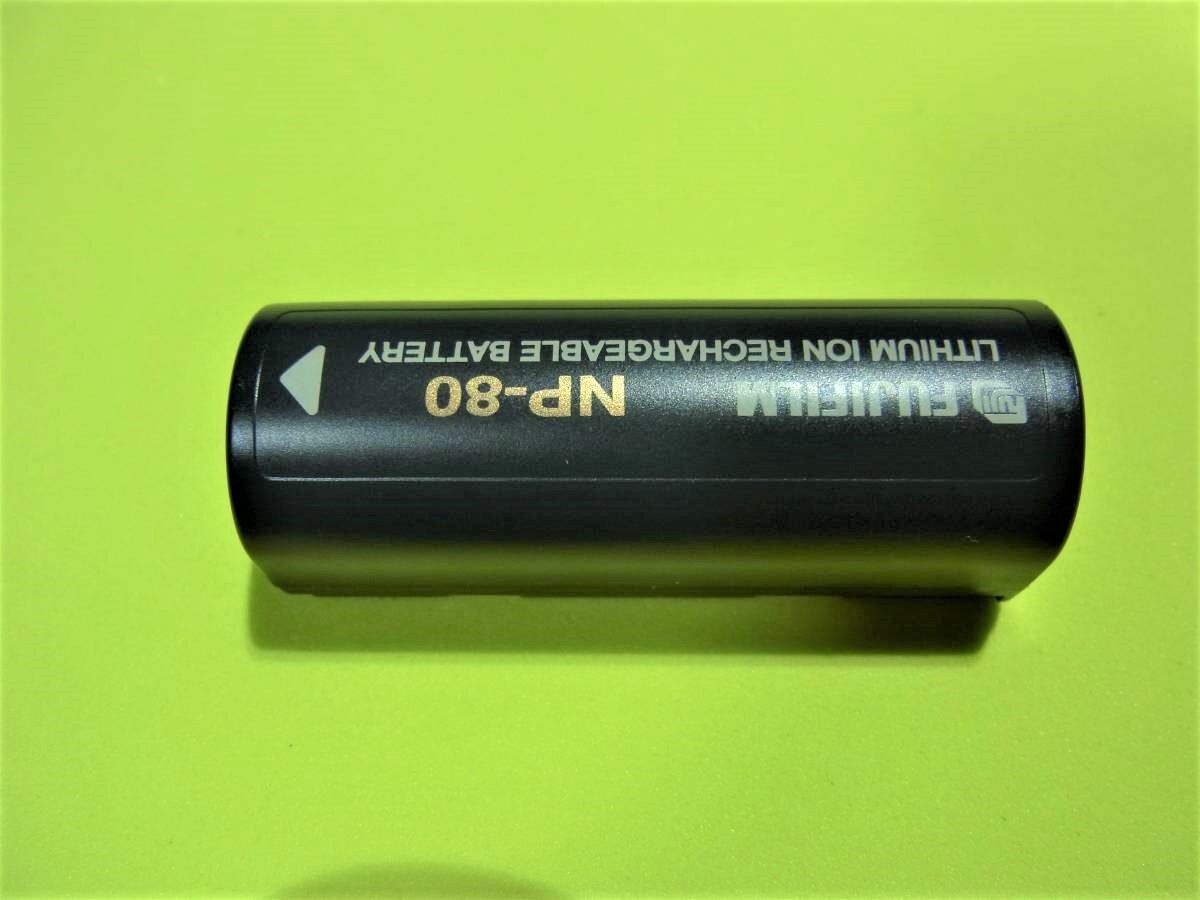 FUJIFILM NP-80
LITHIUM ION RECHARGEABLE BATTERY